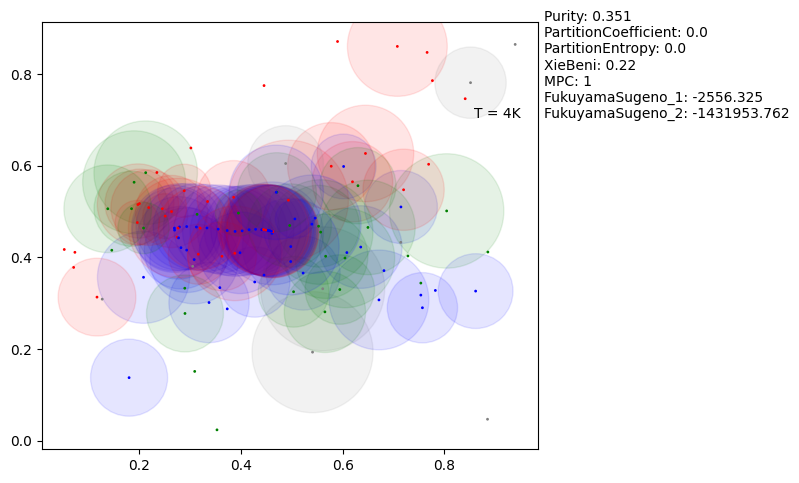 Purity: 0.351
PartitionCoefficient: 0.0
PartitionEntropy: 0.0
XieBeni: 0.22
MPC: 1
FukuyamaSugeno_1: -2556.325
FukuyamaSugeno_2: -1431953.762
T = 4K
0.8
0.6
0.4
0.2
0.0
0.2 0.4 0.6 0.8